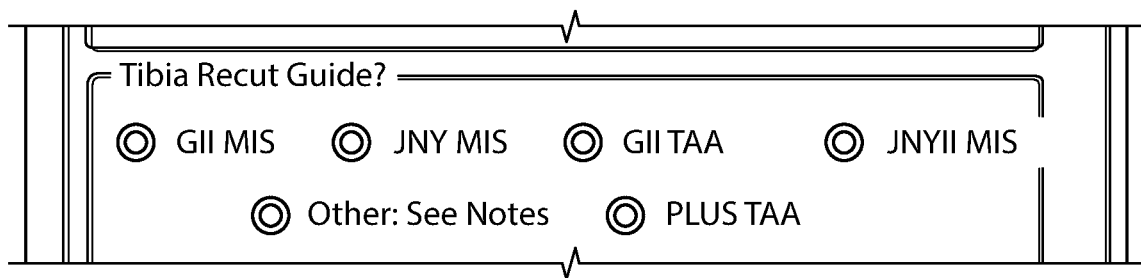 Tibia Recut Guide?
GII MIS JNY MIS GII TAA JNYII MIS
Other: See Notes PLUS TAA